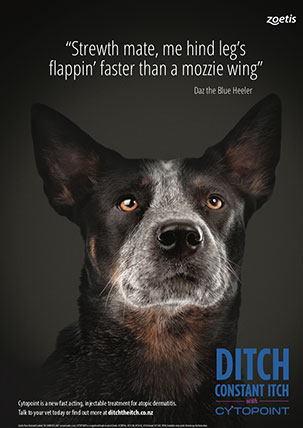 zoetis
“Strewth mate, me hind leg’s
flappin’ faster than a mozzie wing”
Daz the Blue Heeler
DITCH
CONSTANT ITCH
with
CYTOPOINT
Cytopoint is a new fast acting, injectable treatment for atopic dermatitis.
Talk to your vet today or find out more at ditchtheitch.co.nz